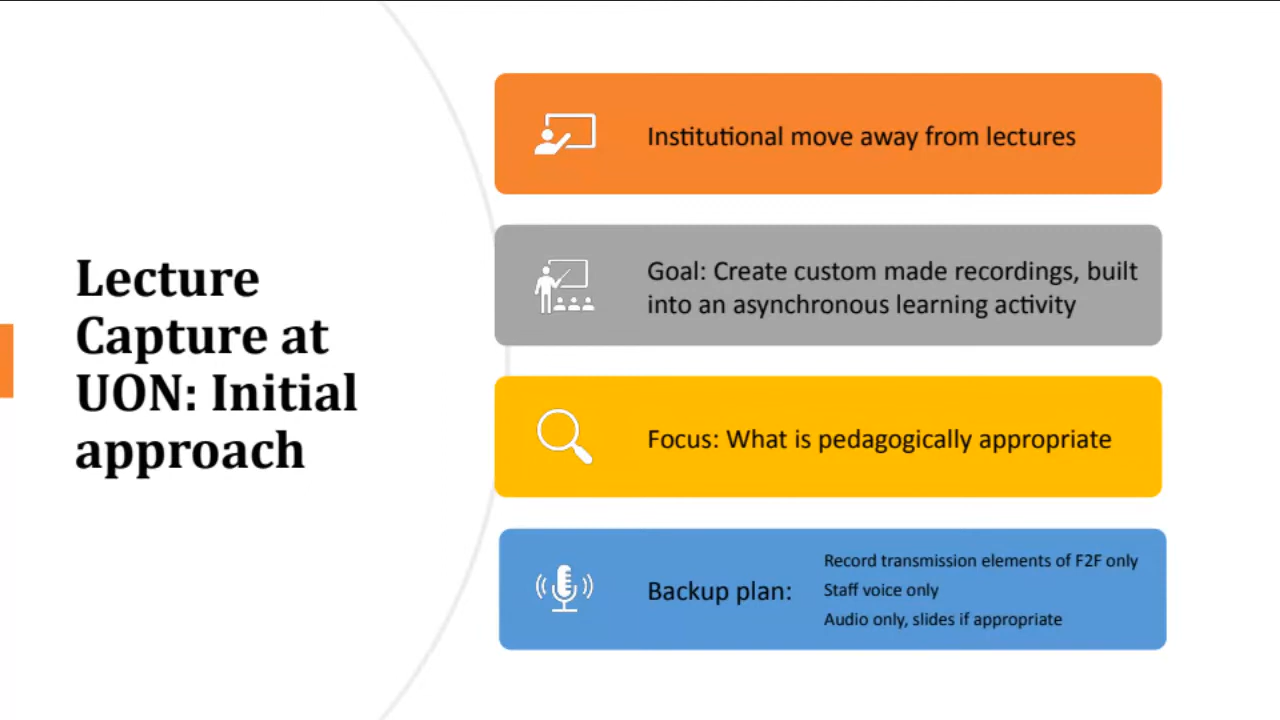 Lecture
Capture at
UON: Initial
approach
Institutional move away from lectures
Goal: Create custom made recordings, built
into an asynchronous learning activity
Focus: What is pedagogically appropriate
Backup plan:
Record transmission elements of F2F only
Staff voice only
Audio only, slides if appropriate